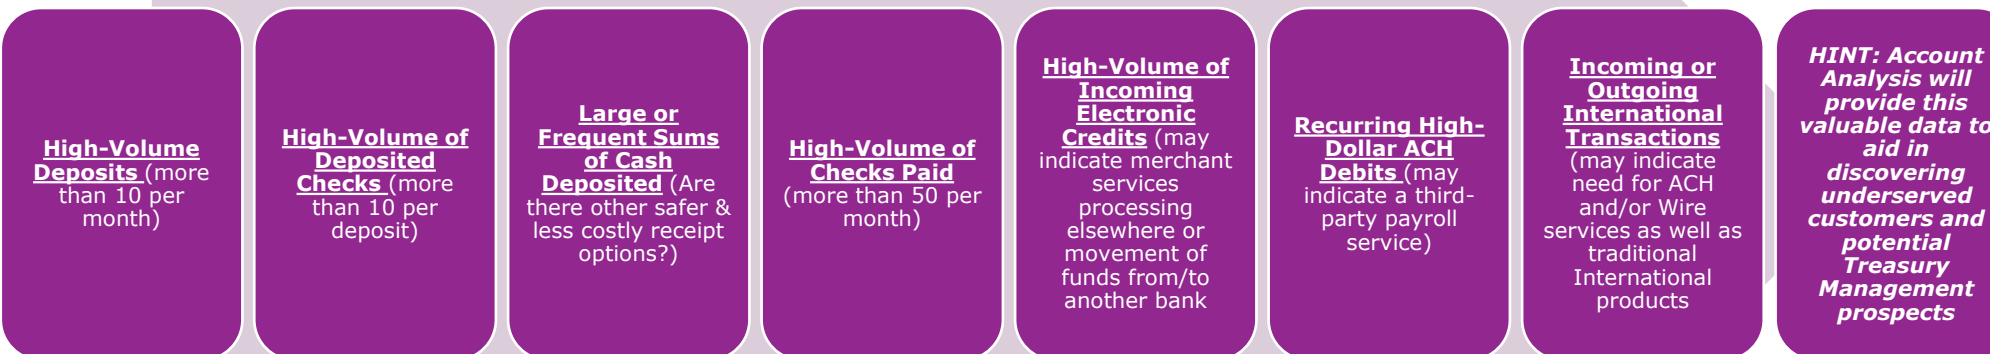 High-Volume
Deposits (more
than 10 per
month)
High-Volume of
Deposited
Checks (more
than 10 per
deposit)
Large or
Frequent Sums
of Cash
Deposited (Are
there other safer &
less costly receipt
options?)
High-Volume of
Checks Paid
(more than 50 per
month)
High-Volume of
Incoming
Electronic
Credits (may
indicate merchant
services
processing
elsewhere or
movement of
funds from/to
another bank
Recurring High-
Dollar ACH
Debits (may
indicate a third-
party payroll
service)
Incoming or
Outgoing
International
Transactions
(may indicate
need for ACH
and/or Wire
services as well as
traditional
International
products
HINT: Account
Analysis will
provide this
valuable data to
aid in
discovering
underserved
customers and
potential
Treasury
Management
prospects